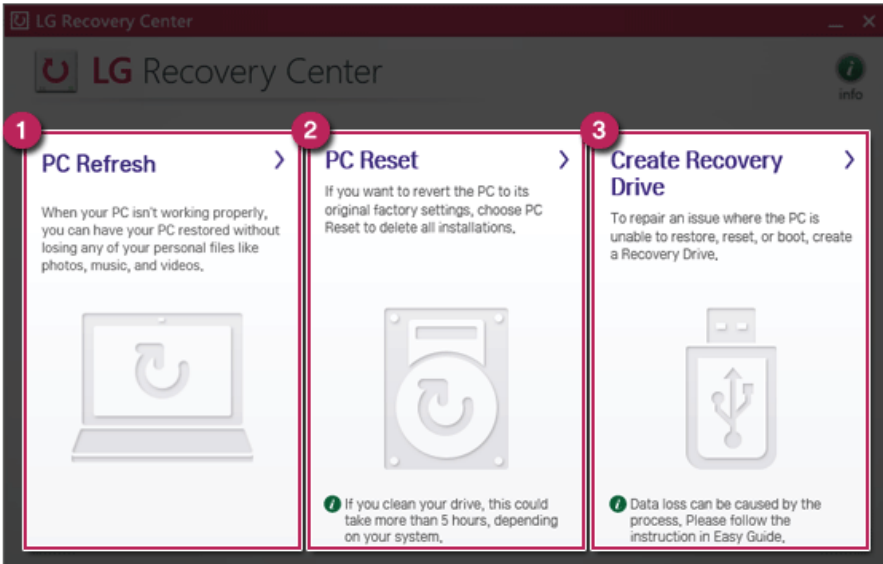 LG Recovery Center
LG Recovery Center
info
1
PC Refresh
When your PC isn't working properly,
you can have your PC restored without
losing any of your personal files like
photos, music, and videos.
2
PC Reset
If you want to revert the PC to its
original factory settings, choose PC
Reset to delete all installations.
If you clean your drive, this could
take more than 5 hours, depending
on your system.
3
Create Recovery
Drive
To repair an issue where the PC is
unable to restore, reset, or boot, create
a Recovery Drive.
Data loss can be caused by the
process. Please follow the
instruction in Easy Guide.